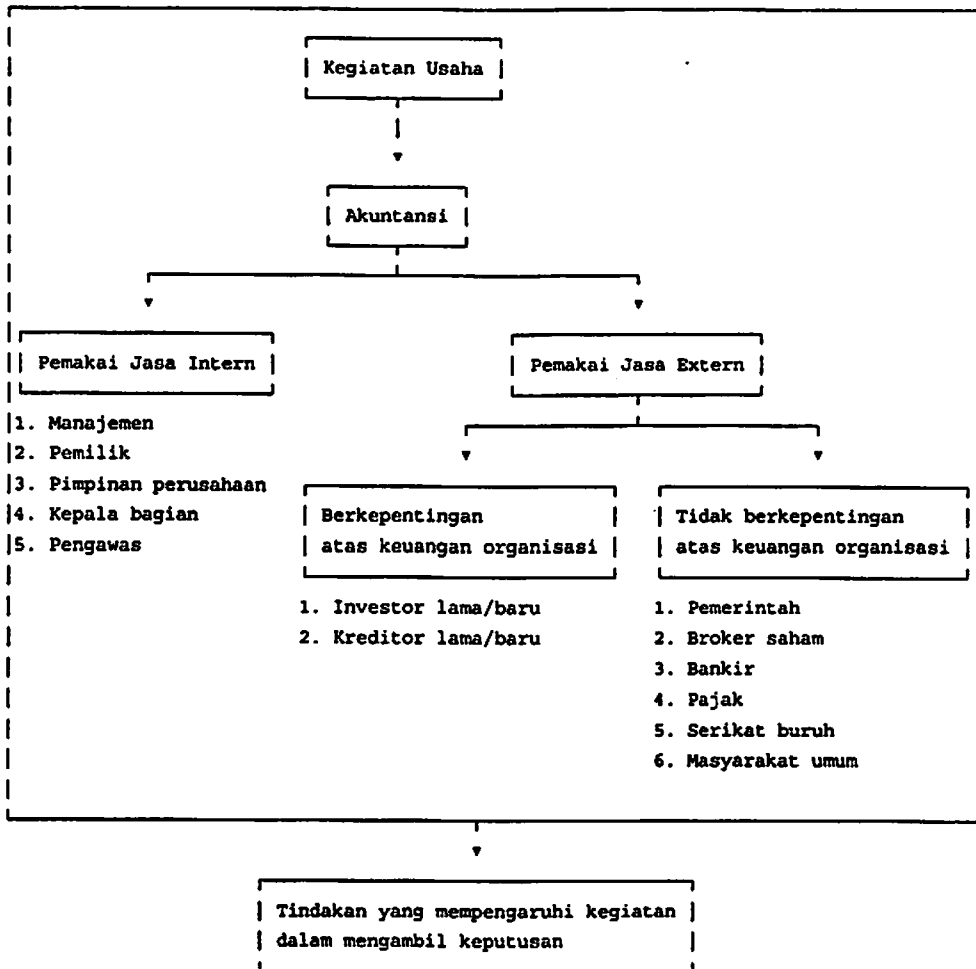 Kegiatan Usaha
Akuntansi
Pemakai Jasa Intern
1. Manajemen
2. Pemilik
3. Pimpinan perusahaan
4. Kepala bagian
5. Pengawas
Pemakai Jasa Extern
Berkepentingan
atas keuangan organisasi
1. Investor lama/baru
2. Kreditor lama/baru
Tidak berkepentingan
atas keuangan organisasi
1. Pemerintah
2. Broker saham
3. Bankir
4. Pajak
5. Serikat buruh
6. Masyarakat umum
Tindakan yang mempengaruhi kegiatan
dalam mengambil keputusan